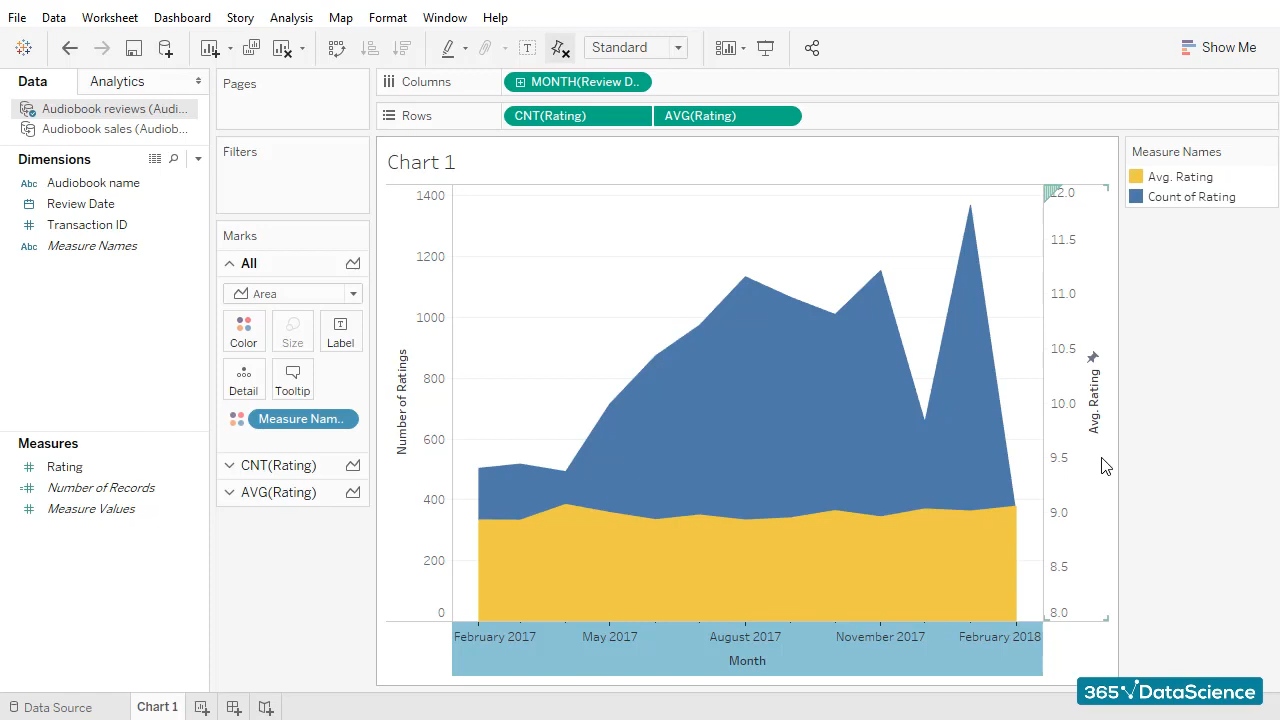 File Data Worksheet Dashboard Story Analysis Map Format Window Help
Standard
Show Me
Data Analytics
Audiobook reviews (Audi...
Audiobook sales (Audiob...
Dimensions
Abc Audiobook name
Review Date
# Transaction ID
Abc Measure Names
Measures
# Rating
=# Number of Records
# Measure Values
Pages
Filters
Marks
All
Area
Color Size Label
Detail Tooltip
Measure Nam..
CNT(Rating)
AVG(Rating)
Columns MONTH(Review D..
Rows CNT(Rating) AVG(Rating)
Chart 1
Number of Ratings
1400
1200
1000
800
600
400
200
0
12.0
11.5
11.0
10.5
10.0
9.5
9.0
8.5
8.0
Avg. Rating
February 2017 May 2017 August 2017 November 2017 February 2018
Month
Measure Names
Avg. Rating
Count of Rating
365 DataScience
Data Source Chart 1